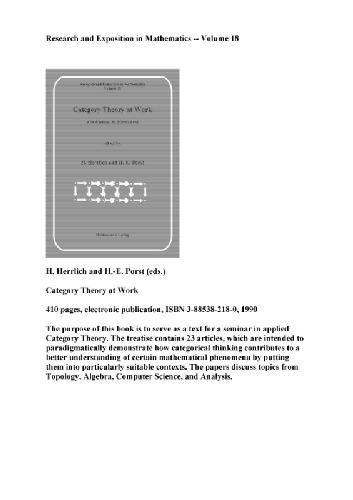 Research and Exposition in Mathematics -- Volume 18
Category Theory at Work
H. Herrlich and H.-E. Porst
H. Herrlich and H.-E. Porst (eds.)
Category Theory at Work
410 pages, electronic publication, ISBN 3-88538-218-0, 1990
The purpose of this book is to serve as a text for a seminar in applied
Category Theory. The treatise contains 23 articles, which are intended to
paradigmatically demonstrate how categorical thinking contributes to a
better understanding of certain mathematical phenomenu by putting
them into particularly suitable contexts. The papers discuss topics from
Topology, Algebra, Computer Science, and Analysis.